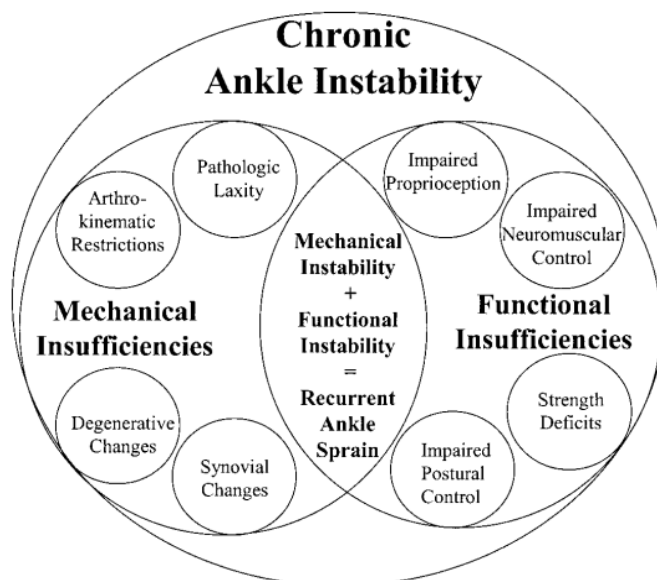 Chronic
Ankle Instability
Pathologic
Laxity
Arthro-
kinematic
Restrictions
Mechanical
Insufficiencies
Degenerative
Changes
Synovial
Changes
Mechanical
Instability
+
Functional
Instability
=
Recurrent
Ankle
Sprain
Impaired
Proprioception
Impaired
Neuromuscular
Control
Functional
Insufficiencies
Strength
Deficits
Impaired
Postural
Control